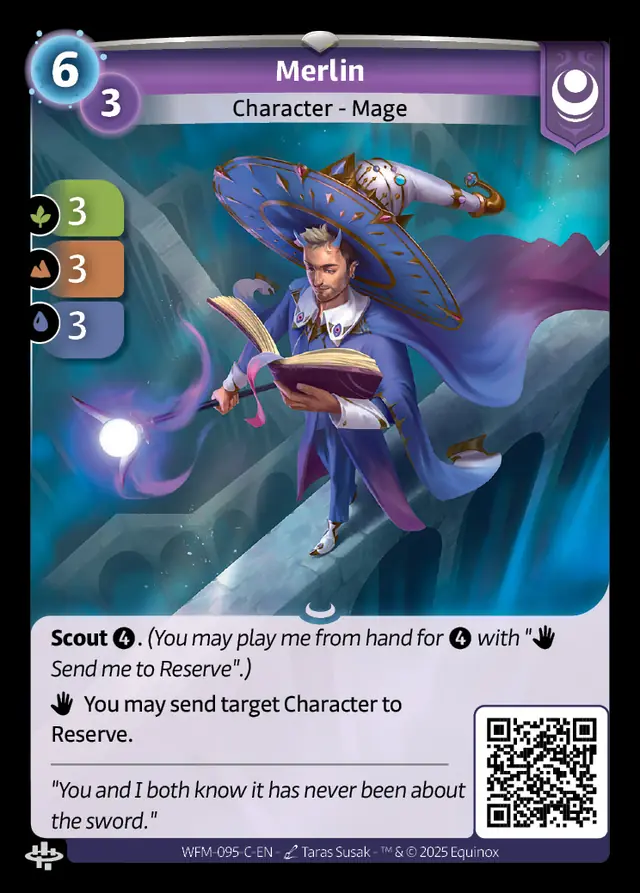 6
Merlin
3
Character - Mage
3
3
3
Scout 4. (You may play me from hand for 4 with "
Send me to Reserve".)
You may send target Character to
Reserve.
"You and I both know it has never been about
the sword."
WFM-095-C-EN - Taras Susak - ™ & © 2025 Equinox